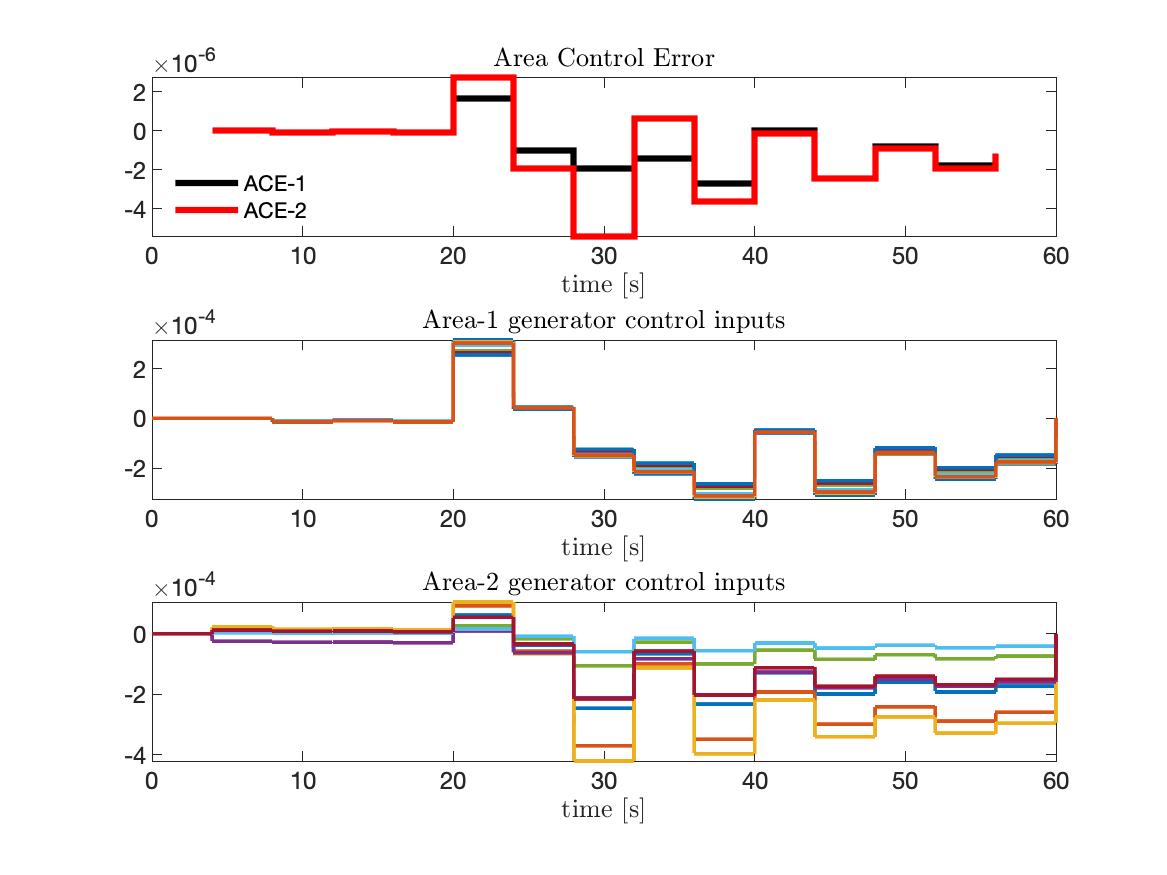 Area Control Error
×10-6
2
0
-2
-4
ACE-1
ACE-2
0 10 20 30 40 50 60
time [s]
Area-1 generator control inputs
×10-4
2
0
-2
0 10 20 30 40 50 60
time [s]
Area-2 generator control inputs
×10-4
0
-2
-4
0 10 20 30 40 50 60
time [s]